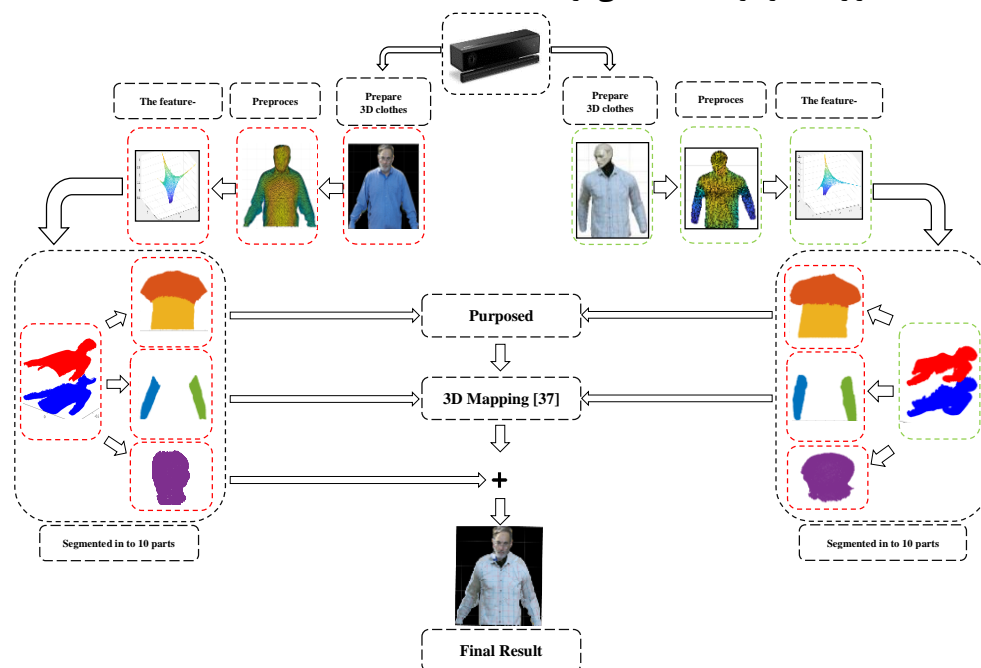 The feature-
Preproces
Prepare
3D clothes
Prepare
3D clothes
Preproces
The feature-
Purposed
3D Mapping [37]
+
Segmented in to 10 parts
Segmented in to 10 parts
Final Result